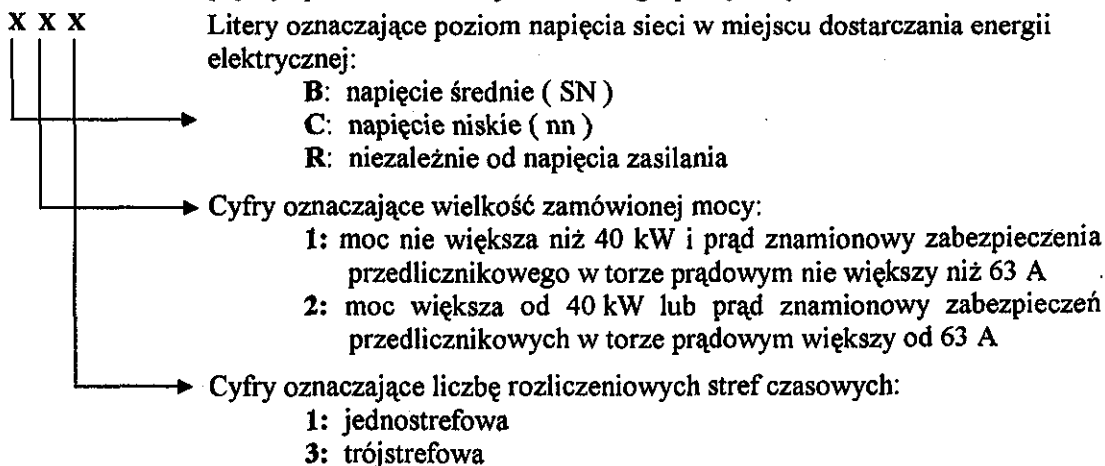 X X X Litery oznaczające poziom napięcia sieci w miejscu dostarczania energii
elektrycznej:
B: napięcie średnie ( SN )
C: napięcie niskie ( nn )
R: niezależnie od napięcia zasilania
Cyfry oznaczające wielkość zamówionej mocy:
1: moc nie większa niż 40 kW i prąd znamionowy zabezpieczenia
przedlicznikowego w torze prądowym nie większy niż 63 A
2: moc większa od 40 kW lub prąd znamionowy zabezpieczeń
przedlicznikowych w torze prądowym większy od 63 A
Cyfry oznaczające liczbę rozliczeniowych stref czasowych:
1: jednostrefowa
3: trójstrefowa